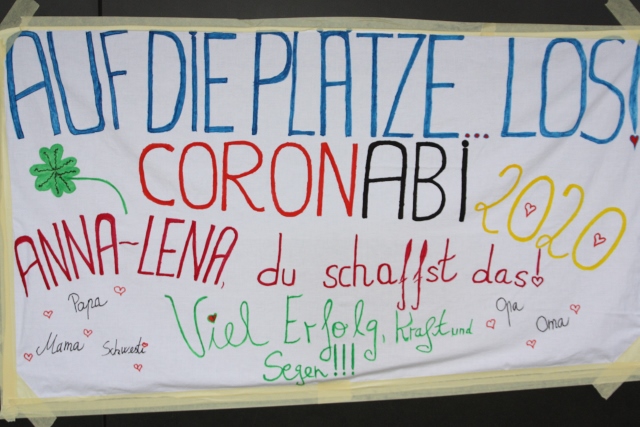 AUF DIE PLÄTZE... LOS!
CORONABI 2020
ANNA-LENA, du schaffst das!
Viel Erfolg, Kraft und
Segen!!!
Papa
Mama Schwesti
Opa
Oma